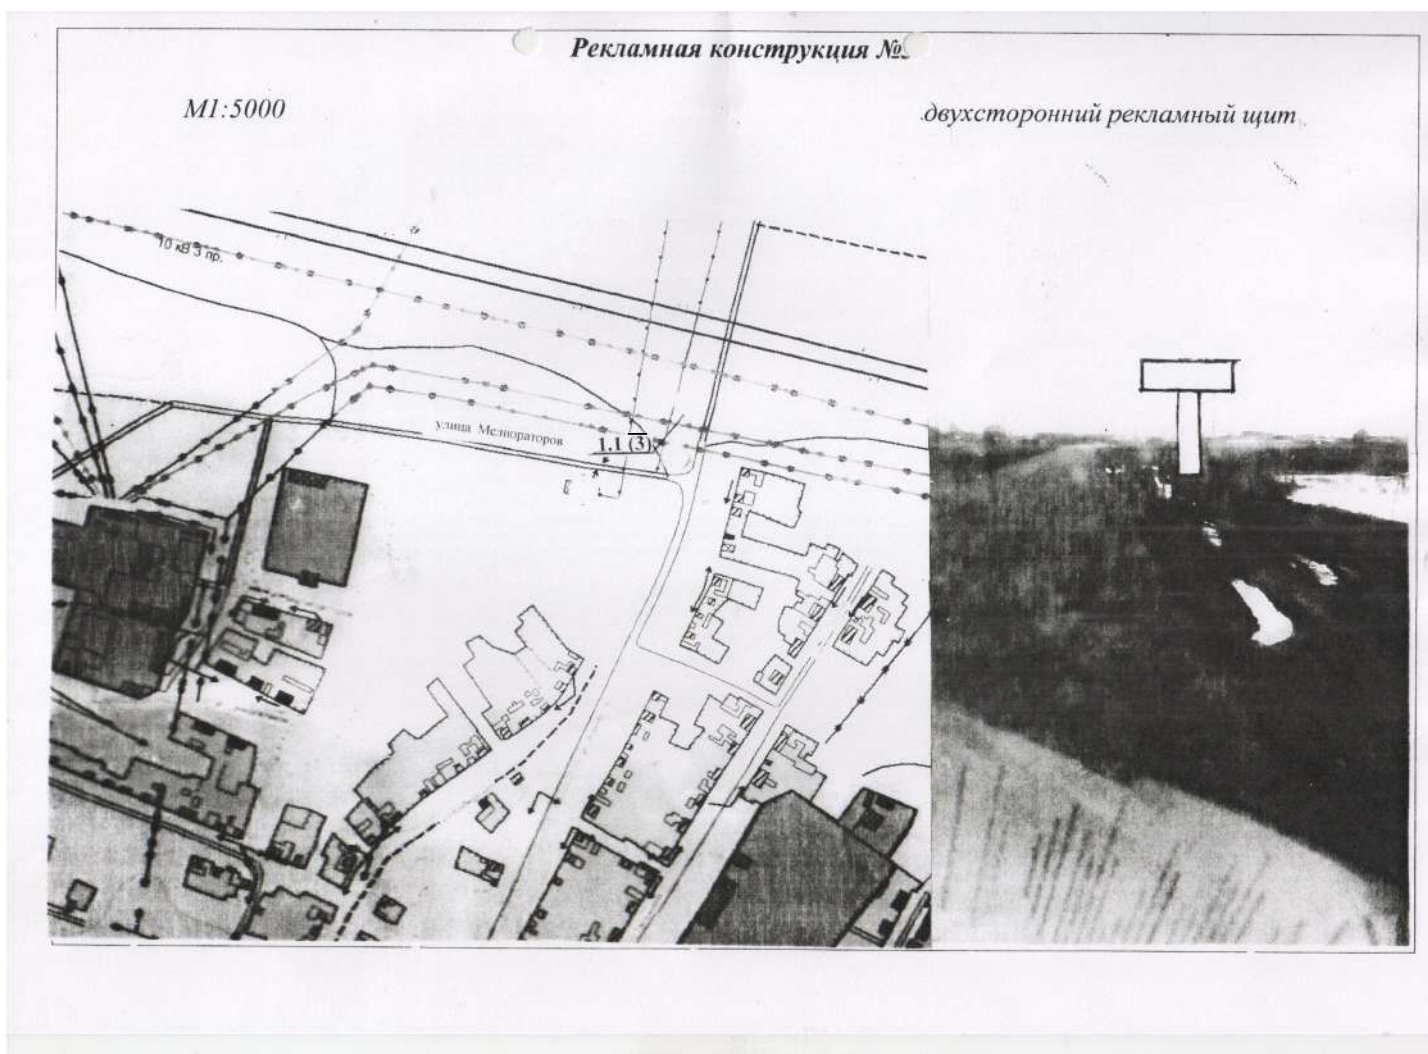 Рекламная конструкция №
М1:5000
двухсторонний рекламный щит
10 кВ 3 пр.
улица Мелиораторов
1.1 (3)